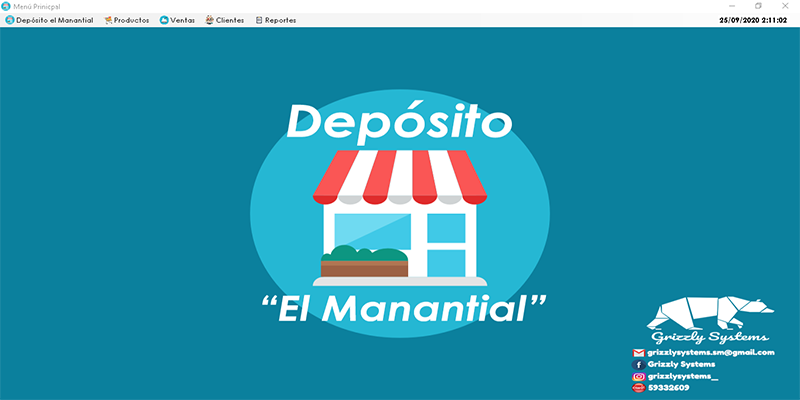 Menú Prinicpal
Depósito el Manantial Productos Ventas Clientes Reportes 25/09/2020 2:11:02
Depósito
“El Manantial”
Grizzly Systems
grizzlysystems.sm@gmail.com
Grizzly Systems
grizzlysystems__
59332609